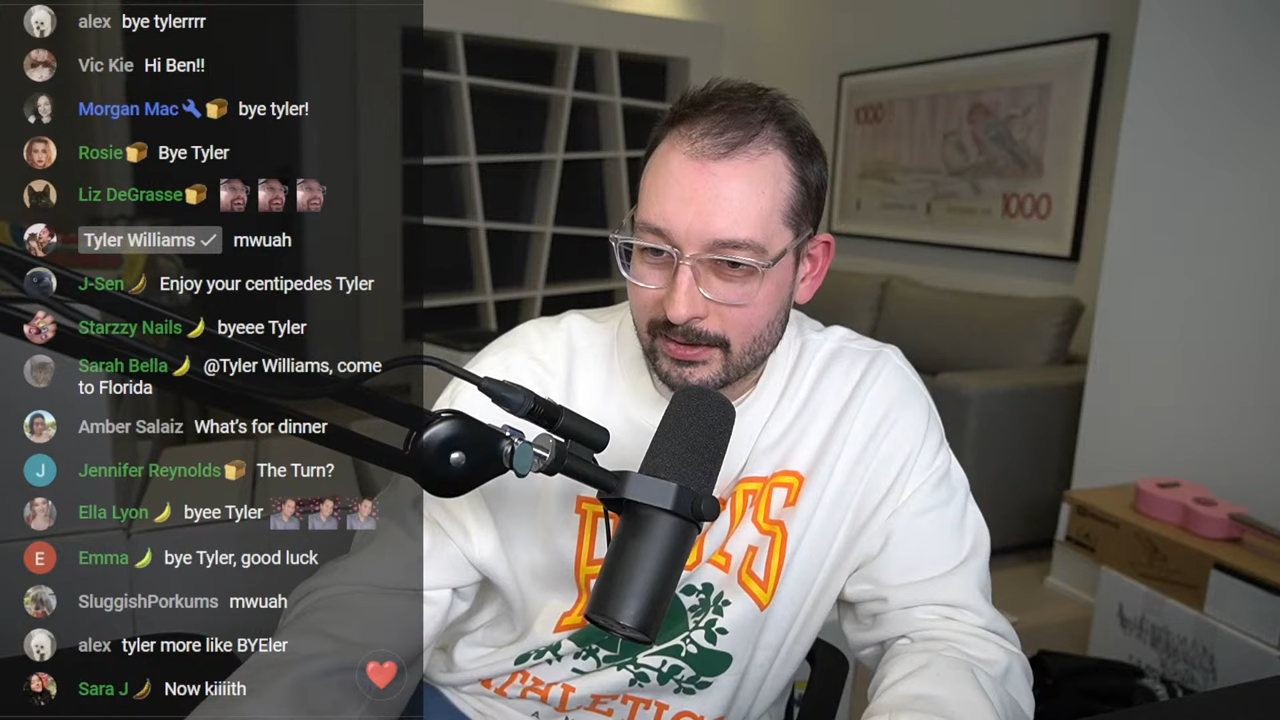 alex bye tylerrrr
Vic Kie Hi Ben!!
Morgan Mac bye tyler!
Rosie Bye Tyler
Liz DeGrasse
Tyler Williams mwuah
J-Sen Enjoy your centipedes Tyler
Starzzy Nails byeee Tyler
Sarah Bella @Tyler Williams, come
to Florida
Amber Salaiz What's for dinner
J Jennifer Reynolds The Turn?
Ella Lyon byee Tyler
E Emma bye Tyler, good luck
SluggishPorkums mwuah
alex tyler more like BYEler
Sara J Now kiiiith
1000
1000
ATHLETIC